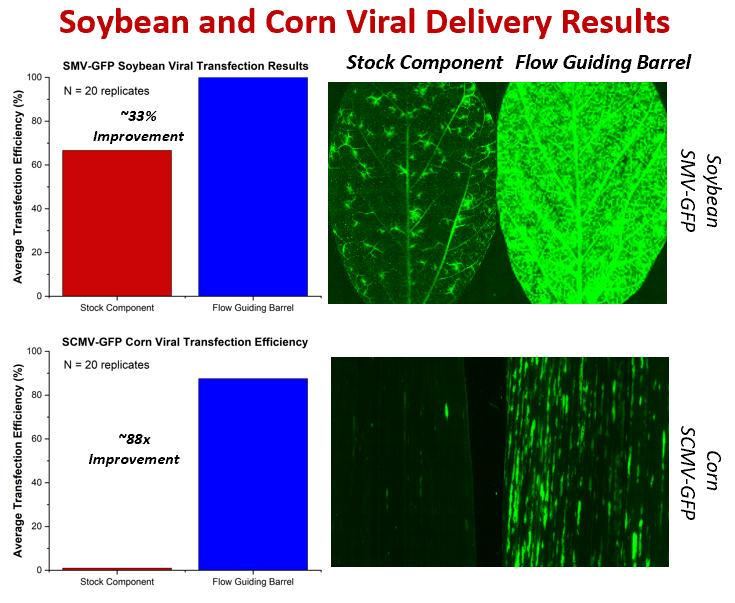 Soybean and Corn Viral Delivery Results
SMV-GFP Soybean Viral Transfection Results
N = 20 replicates
~33%
Improvement
Average Transfection Efficiency (%)
100
80
60
40
20
0
Stock Component
Flow Guiding Barrel
Stock Component Flow Guiding Barrel
Soybean
SMV-GFP
SCMV-GFP Corn Viral Transfection Efficiency
N = 20 replicates
~88x
Improvement
Average Transfection Efficiency (%)
100
80
60
40
20
0
Stock Component
Flow Guiding Barrel
Corn
SCMV-GFP